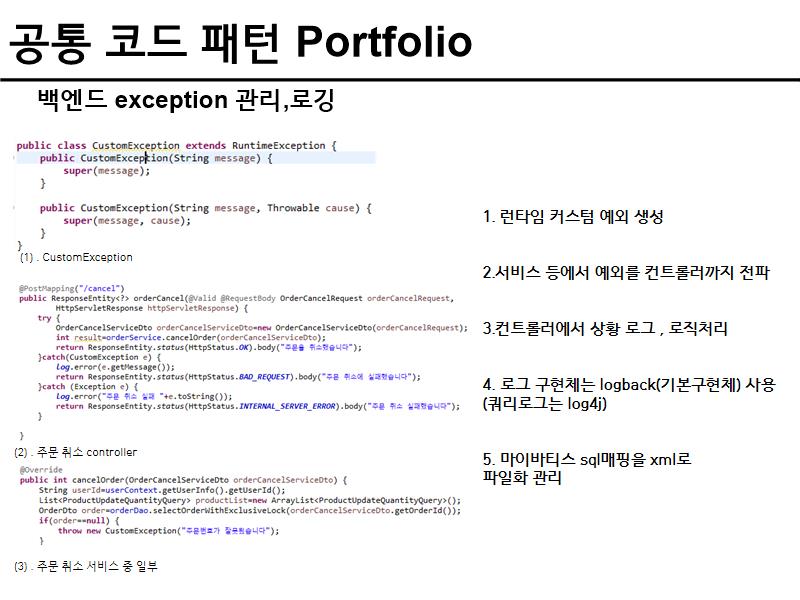 공통 코드 패턴 Portfolio
백엔드 exception 관리,로깅
public class CustomException extends RuntimeException {
public CustomException(String message) {
super(message);
}
public CustomException(String message, Throwable cause) {
super(message, cause);
}
}
(1) . CustomException
@PostMapping("/cancel")
public ResponseEntity<?> orderCancel(@Valid @RequestBody OrderCancelRequest orderCancelRequest,
HttpServletResponse httpServletResponse) {
try {
OrderCancelServiceDto orderCancelServiceDto=new OrderCancelServiceDto(orderCancelRequest);
int result=orderService.cancelOrder(orderCancelServiceDto);
return ResponseEntity.status(HttpStatus.OK).body("주문을 취소했습니다");
}catch(CustomException e) {
log.error(e.getMessage());
return ResponseEntity.status(HttpStatus.BAD_REQUEST).body("주문 취소에 실패했습니다");
}catch (Exception e) {
log.error("주문 취소 실패 "+e.toString());
return ResponseEntity.status(HttpStatus.INTERNAL_SERVER_ERROR).body("주문 취소 실패했습니다");
}
}
(2) . 주문 취소 controller
@Override
public int cancelOrder(OrderCancelServiceDto orderCancelServiceDto) {
String userId=userContext.getUserInfo().getUserId();
List<ProductUpdateQuantityQuery> productList=new ArrayList<ProductUpdateQuantityQuery>();
OrderDto order=orderDao.selectOrderWithExclusiveLock(orderCancelServiceDto.getOrderId());
if(order==null) {
throw new CustomException("주문번호가 잘못됬습니다");
}
(3) . 주문 취소 서비스 중 일부
1. 런타임 커스텀 예외 생성
2.서비스 등에서 예외를 컨트롤러까지 전파
3.컨트롤러에서 상황 로그 , 로직처리
4. 로그 구현체는 logback(기본구현체) 사용
(쿼리로그는 log4j)
5. 마이바티스 sql매핑을 xml로
파일화 관리